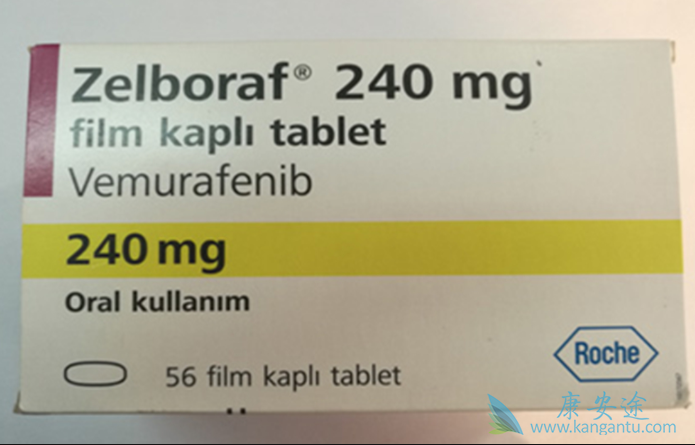 Zelboraf® 240 mg
film kaplı tablet
Vemurafenib
240 mg
Oral kullanım
Roche
56 film kaplı tablet
康安途
www.kangantu.com